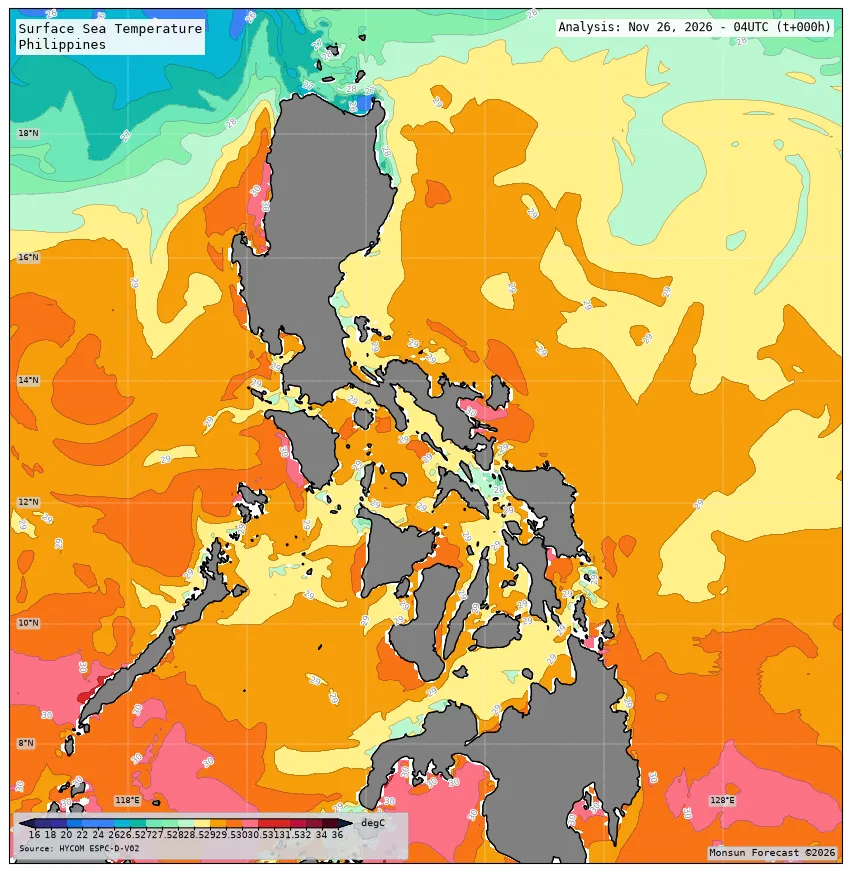 Surface Sea Temperature
Philippines
Analysis: Nov 26, 2026 - 04UTC (t+000h)
18°N
16°N
14°N
12°N
10°N
8°N
118°E
128°E
16 18 20 22 24 26 26.5 27 27.5 28 28.5 29 29.5 30 30.5 31 31.5 32 34 36 degC
Source: HYCOM ESPC-D-V02
Monsun Forecast ©2026